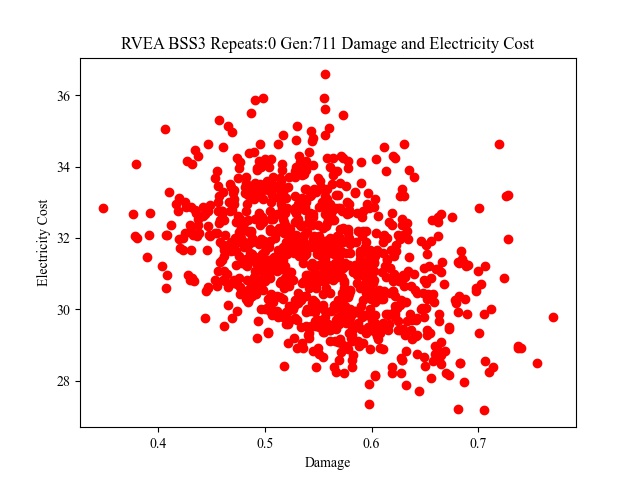 RVEA BSS3 Repeats:0 Gen:711 Damage and Electricity Cost
36
34
32
30
28
Electricity Cost
0.4 0.5 0.6 0.7
Damage